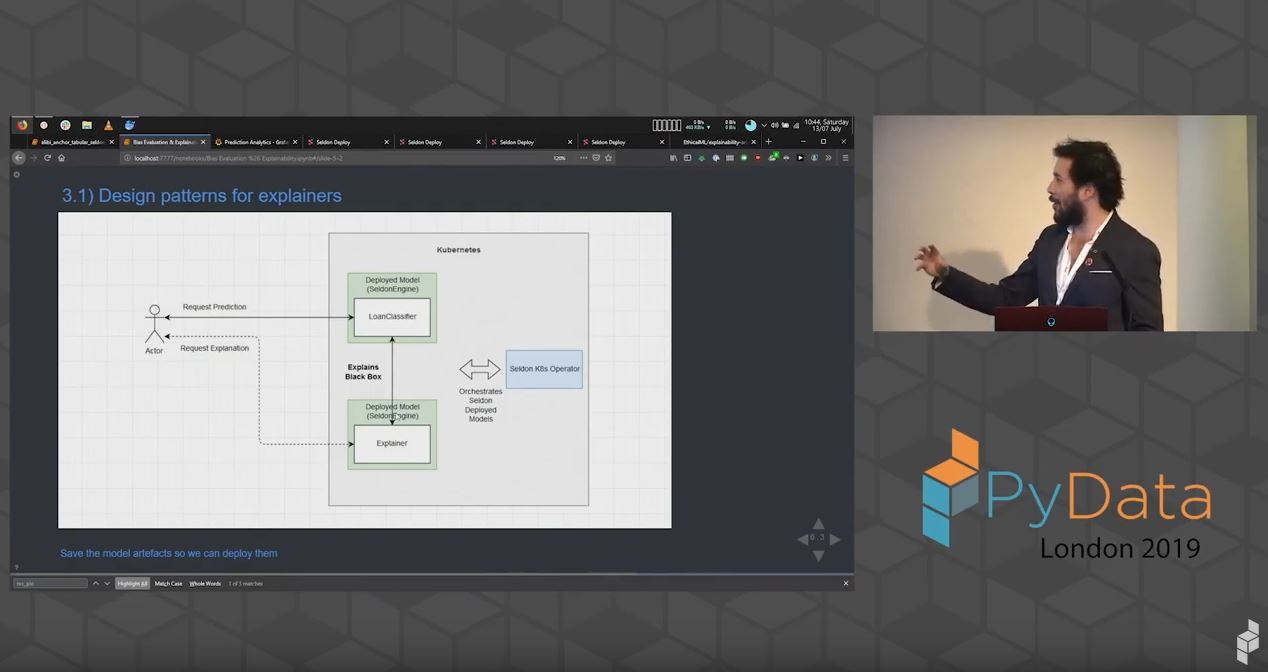 10:44, Saturday
13/07 July
alibi_anchor_tabular_seldo
Bias Evaluation & Explainab
Prediction Analytics - Grafa
Seldon Deploy
Seldon Deploy
Seldon Deploy
Seldon Deploy
EthicalML/explainability-a
localhost:7777/notebooks/Bias Evaluation %26 Explainability.ipynb#/slide-5-2
120%
3.1) Design patterns for explainers
Kubernetes
Deployed Model
(SeldonEngine)
LoanClassifier
Request Prediction
Request Explanation
Actor
Explains
Black Box
Seldon K8s Operator
Orchestrates
Seldon
Deployed
Models
Deployed Model
(SeldonEngine)
Explainer
0.3
Save the model artefacts so we can deploy them
?
Highlight All
Match Case
Whole Words
1 of 3 matches
PyData
London 2019